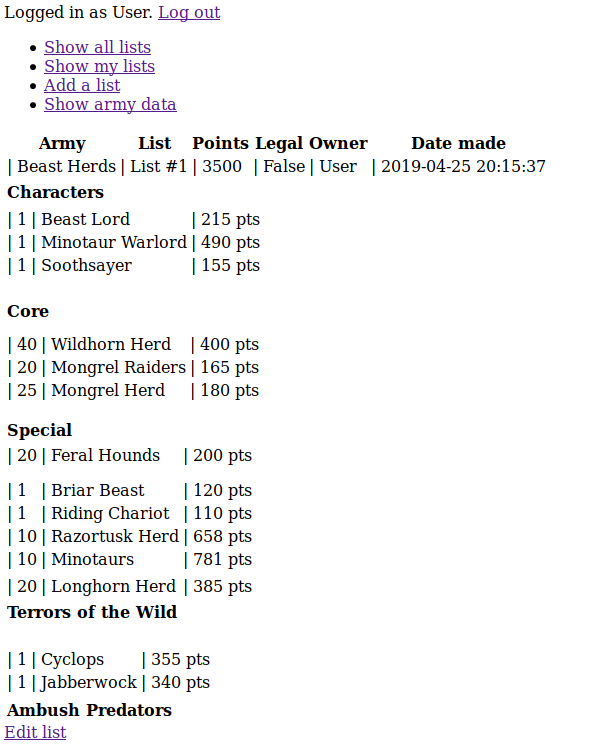 Logged in as User. Log out
Show all lists
Show my lists
Add a list
Show army data
Army List Points Legal Owner Date made
| Beast Herds | List #1 | 3500 | False | User | 2019-04-25 20:15:37
Characters
| 1 | Beast Lord | 215 pts
| 1 | Minotaur Warlord | 490 pts
| 1 | Soothsayer | 155 pts
Core
| 40 | Wildhorn Herd | 400 pts
| 20 | Mongrel Raiders | 165 pts
| 25 | Mongrel Herd | 180 pts
Special
| 20 | Feral Hounds | 200 pts
| 1 | Briar Beast | 120 pts
| 1 | Riding Chariot | 110 pts
| 10 | Razortusk Herd | 658 pts
| 10 | Minotaurs | 781 pts
| 20 | Longhorn Herd | 385 pts
Terrors of the Wild
| 1 | Cyclops | 355 pts
| 1 | Jabberwock | 340 pts
Ambush Predators
Edit list